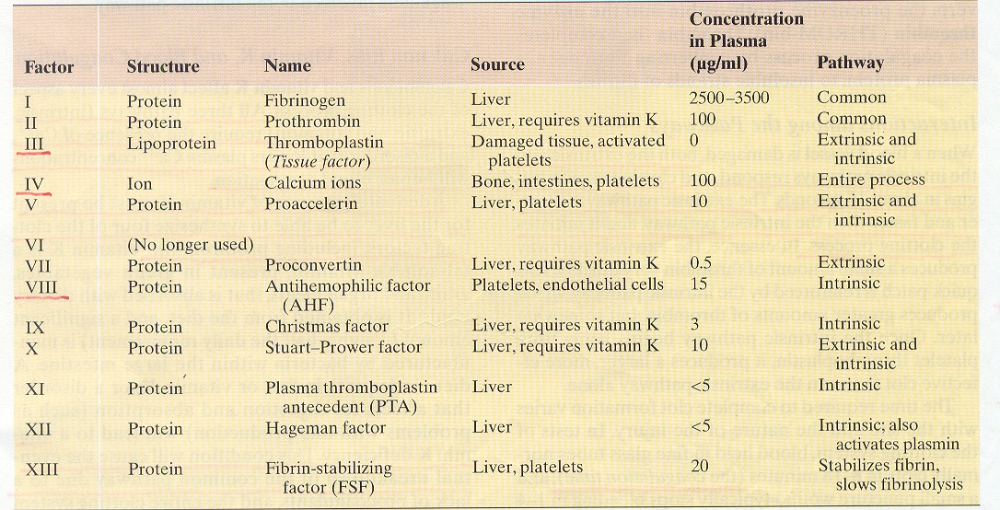 Concentration
in Plasma
Factor Structure Name Source (μg/ml) Pathway
I Protein Fibrinogen Liver 2500–3500 Common
II Protein Prothrombin Liver, requires vitamin K 100 Common
III Lipoprotein Thromboplastin Damaged tissue, activated 0 Extrinsic and
(Tissue factor) platelets intrinsic
IV Ion Calcium ions Bone, intestines, platelets 100 Entire process
V Protein Proaccelerin Liver, platelets 10 Extrinsic and
intrinsic
VI (No longer used)
VII Protein Proconvertin Liver, requires vitamin K 0.5 Extrinsic
VIII Protein Antihemophilic factor Platelets, endothelial cells 15 Intrinsic
(AHF)
IX Protein Christmas factor Liver, requires vitamin K 3 Intrinsic
X Protein Stuart–Prower factor Liver, requires vitamin K 10 Extrinsic and
intrinsic
XI Protein Plasma thromboplastin Liver <5 Intrinsic
antecedent (PTA)
XII Protein Hageman factor Liver <5 Intrinsic; also
activates plasmin
XIII Protein Fibrin-stabilizing Liver, platelets 20 Stabilizes fibrin,
factor (FSF) slows fibrinolysis